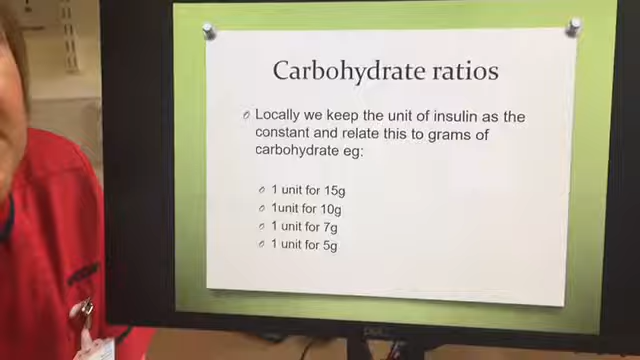 Carbohydrate ratios
Locally we keep the unit of insulin as the
constant and relate this to grams of
carbohydrate eg:
1 unit for 15g
1unit for 10g
1 unit for 7g
1 unit for 5g